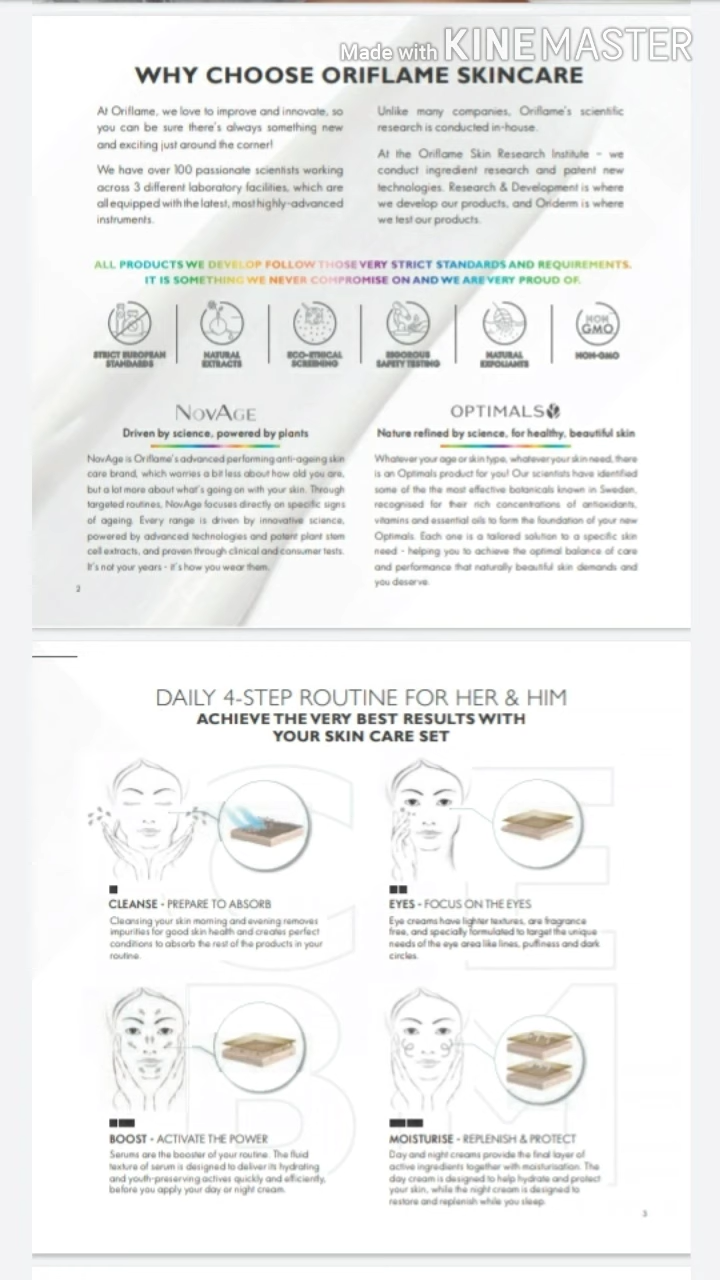 Made with KINEMASTER
WHY CHOOSE ORIFLAME SKINCARE
At Oriflame, we love to improve and innovate, so
you can be sure there's always something new
and exciting just around the corner!
We have over 100 passionate scientists working
across 3 different laboratory facilities, which are
all equipped with the latest, most highly-advanced
instruments.
Unlike many companies, Oriflame's scientific
research is conducted in-house.
At the Oriflame Skin Research Institute – we
conduct ingredient research and patent new
technologies. Research & Development is where
we develop our products, and Oriderm is where
we test our products.
ALL PRODUCTS WE DEVELOP FOLLOW THOSE VERY STRICT STANDARDS AND REQUIREMENTS.
IT IS SOMETHING WE NEVER COMPROMISE ON AND WE ARE VERY PROUD OF.
NON
GMO
STRICT EUROPEAN
STANDARDS
NATURAL
EXTRACTS
ECO-ETHICAL
SCREENING
RIGOROUS
SAFETY TESTING
NATURAL
EXFOLIANTS
NON-GMO
NOVAGE
Driven by science, powered by plants
NovAge is Oriflame's advanced performing anti-ageing skin
care brand, which worries a bit less about how old you are,
but a lot more about what's going on with your skin. Through
targeted routines, NovAge focuses directly on specific signs
of ageing. Every range is driven by innovative science,
powered by advanced technologies and potent plant stem
cell extracts, and proven through clinical and consumer tests.
It's not your years - it's how you wear them.
2
OPTIMALS
Nature refined by science, for healthy, beautiful skin
Whatever your age or skin type, whatever your skin need, there
is an Optimals product for you! Our scientists have identified
some of the the most effective botanicals known in Sweden,
recognised for their rich concentrations of antioxidants,
vitamins and essential oils to form the foundation of your new
Optimals. Each one is a tailored solution to a specific skin
need - helping you to achieve the optimal balance of care
and performance that naturally beautiful skin demands and
you deserve.
DAILY 4-STEP ROUTINE FOR HER & HIM
ACHIEVE THE VERY BEST RESULTS WITH
YOUR SKIN CARE SET
C
E
CLEANSE - PREPARE TO ABSORB
Cleansing your skin morning and evening removes
impurities for good skin health and creates perfect
conditions to absorb the rest of the products in your
routine.
EYES - FOCUS ON THE EYES
Eye creams have lighter textures, are fragrance
free, and specially formulated to target the unique
needs of the eye area like lines, puffiness and dark
circles.
B
M
BOOST - ACTIVATE THE POWER
Serums are the booster of your routine. The fluid
texture of serum is designed to deliver its hydrating
and youth-preserving actives quickly and efficiently,
before you apply your day or night cream.
MOISTURISE - REPLENISH & PROTECT
Day and night creams provide the final layer of
active ingredients together with moisturisation. The
day cream is designed to help hydrate and protect
your skin, while the night cream is designed to
restore and replenish while you sleep.
3